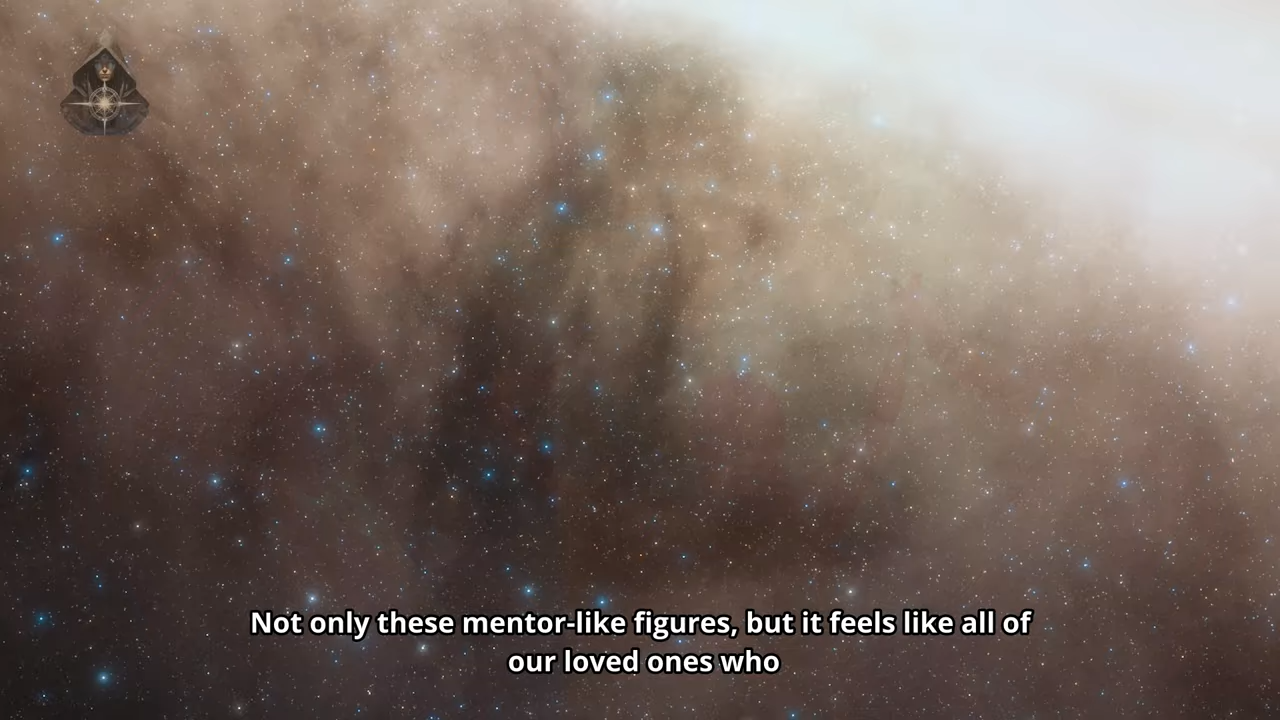 Not only these mentor-like figures, but it feels like all of
our loved ones who